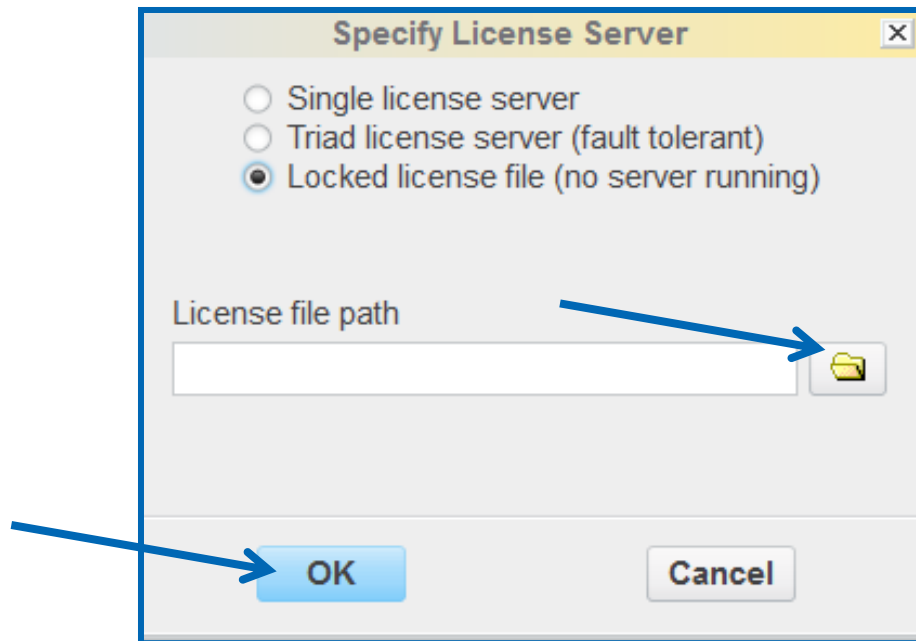 Specify License Server
Single license server
Triad license server (fault tolerant)
Locked license file (no server running)
License file path
OK
Cancel